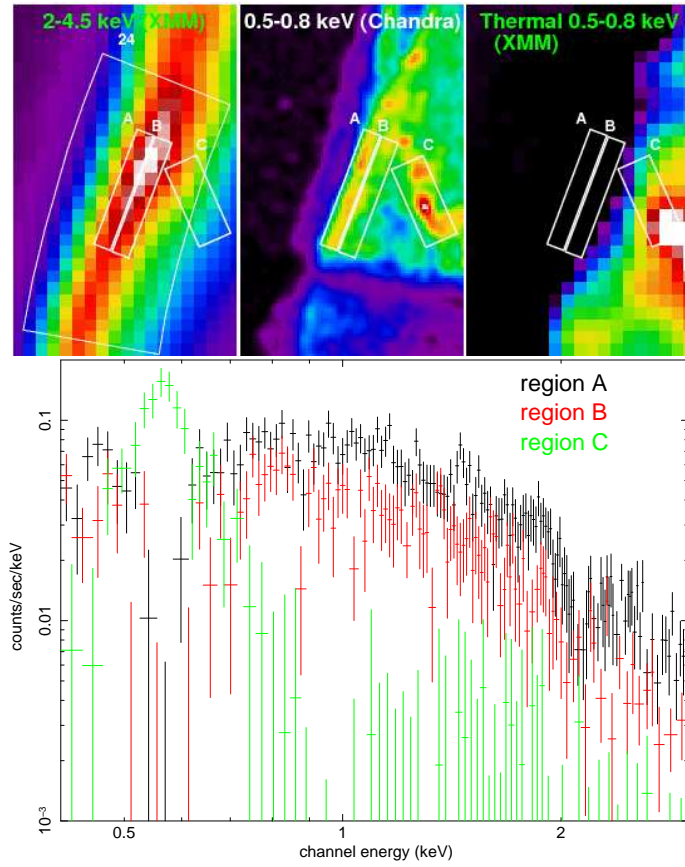 2-4.5 keV (XMM)
24
A
B
C
0.5-0.8 keV (Chandra)
A
B
C
Thermal 0.5-0.8 keV
(XMM)
A
B
C
region A
region B
region C
counts/sec/keV
0.1
0.01
10⁻³
0.5
1
2
channel energy (keV)